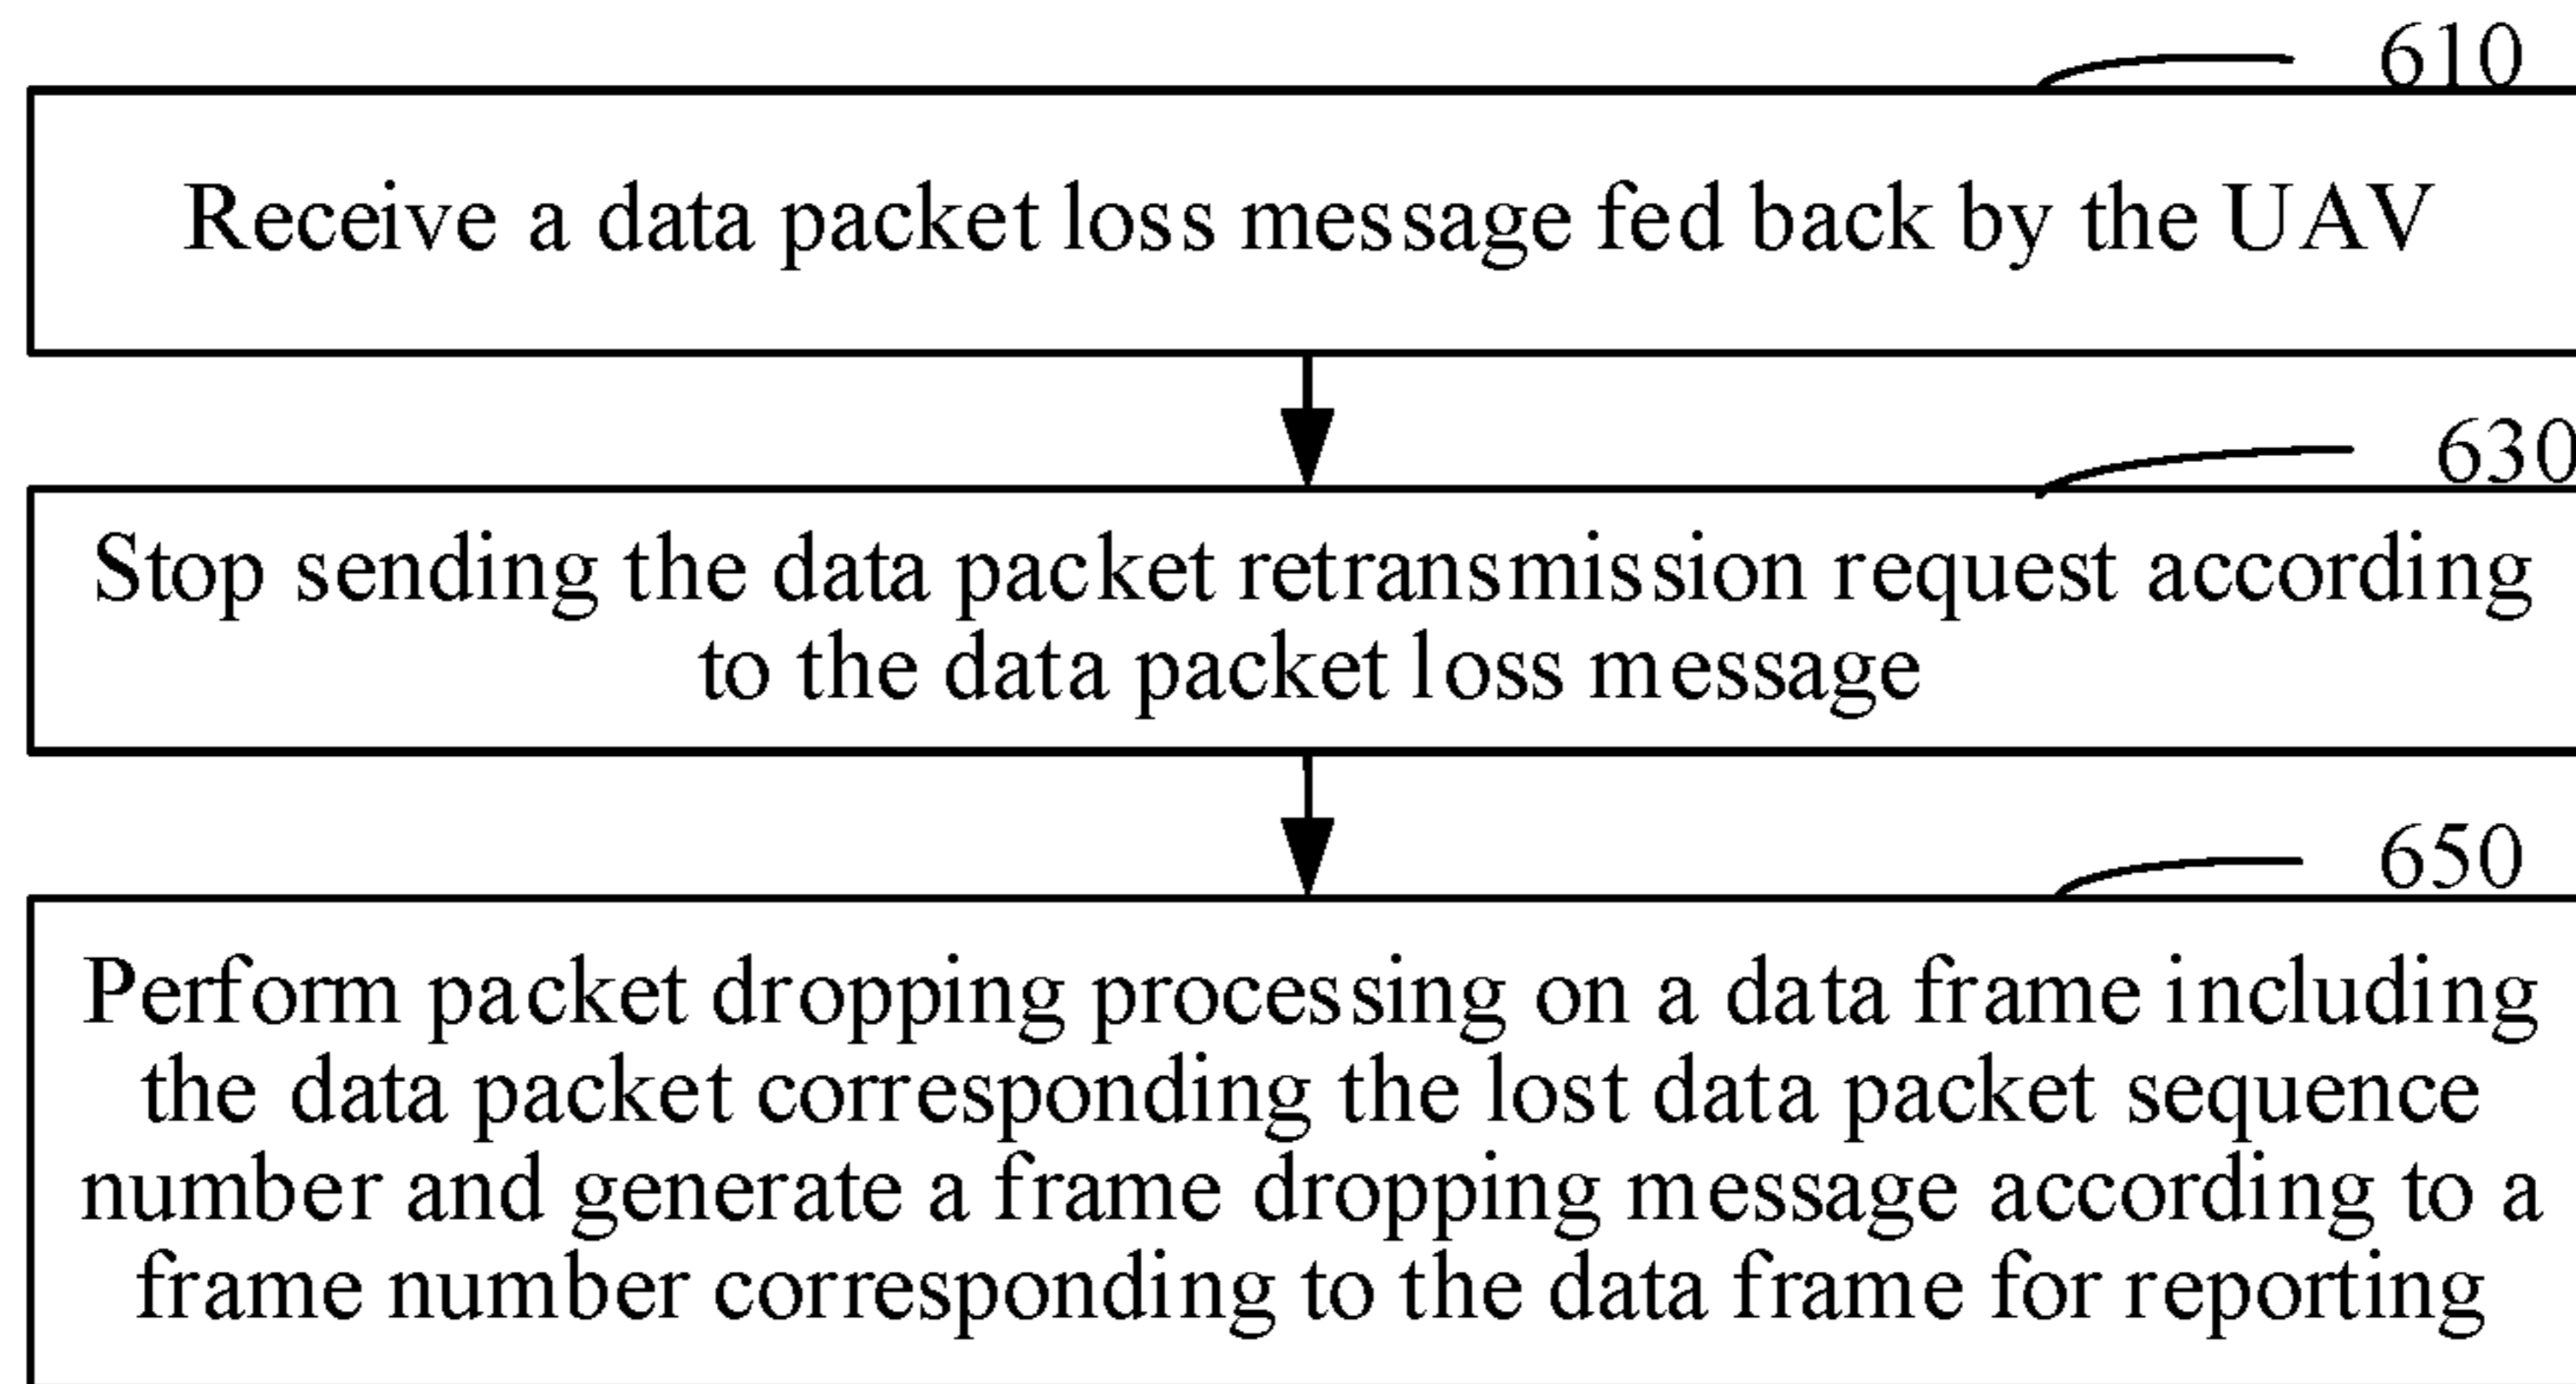 610
Receive a data packet loss message fed back by the UAV
630
Stop sending the data packet retransmission request according
to the data packet loss message
650
Perform packet dropping processing on a data frame including
the data packet corresponding the lost data packet sequence
number and generate a frame dropping message according to a
frame number corresponding to the data frame for reporting